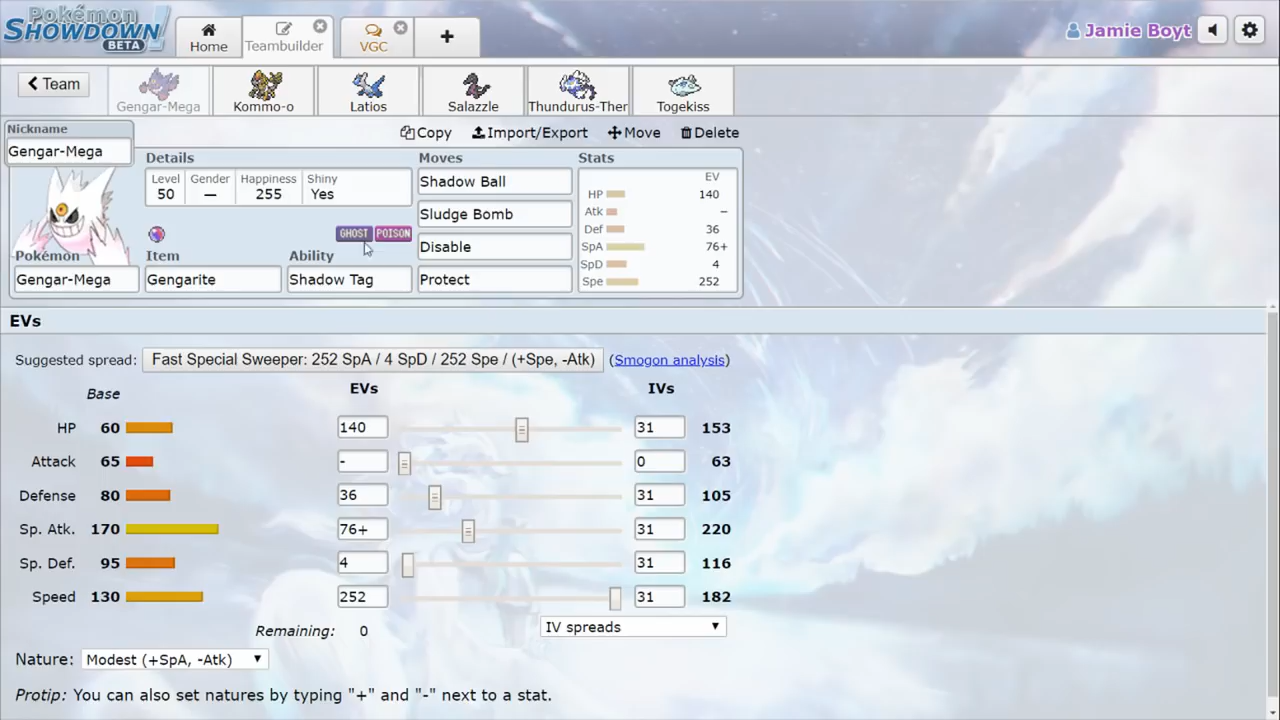 Pokémon
SHOWDOWN!
BETA
Home
Teambuilder
VGC
Jamie Boyt
Team
Gengar-Mega
Kommo-o
Latios
Salazzle
Thundurus-Ther
Togekiss
Nickname
Gengar-Mega
Copy
Import/Export
Move
Delete
Details
Level
50
Gender
—
Happiness
255
Shiny
Yes
GHOST
POISON
Pokémon
Gengar-Mega
Item
Gengarite
Ability
Shadow Tag
Moves
Shadow Ball
Sludge Bomb
Disable
Protect
Stats
EV
HP 140
Atk –
Def 36
SpA 76+
SpD 4
Spe 252
EVs
Suggested spread: Fast Special Sweeper: 252 SpA / 4 SpD / 252 Spe / (+Spe, -Atk) (Smogon analysis)
Base EVs IVs
HP 60 140 31 153
Attack 65 - 0 63
Defense 80 36 31 105
Sp. Atk. 170 76+ 31 220
Sp. Def. 95 4 31 116
Speed 130 252 31 182
Remaining: 0 IV spreads
Nature: Modest (+SpA, -Atk)
Protip: You can also set natures by typing "+" and "-" next to a stat.